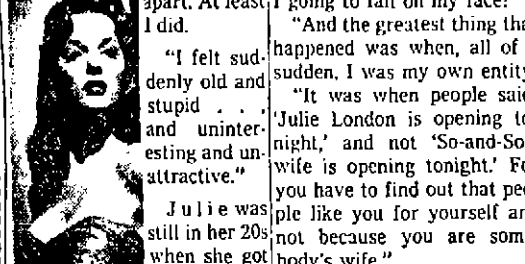 apart. At least
I did.
"I felt sud-
denly old and
stupid . . .
and uninter-
esting and un-
attractive."
Julie was
still in her 20s
when she got
I going to fall on my face?
"And the greatest thing tha
happened was when, all of
sudden, I was my own entity
"It was when people said
'Julie London is opening to
night,' and not 'So-and-So
wife is opening tonight.' Fo
you have to find out that peo
ple like you for yourself an
not because you are som
body's wife."